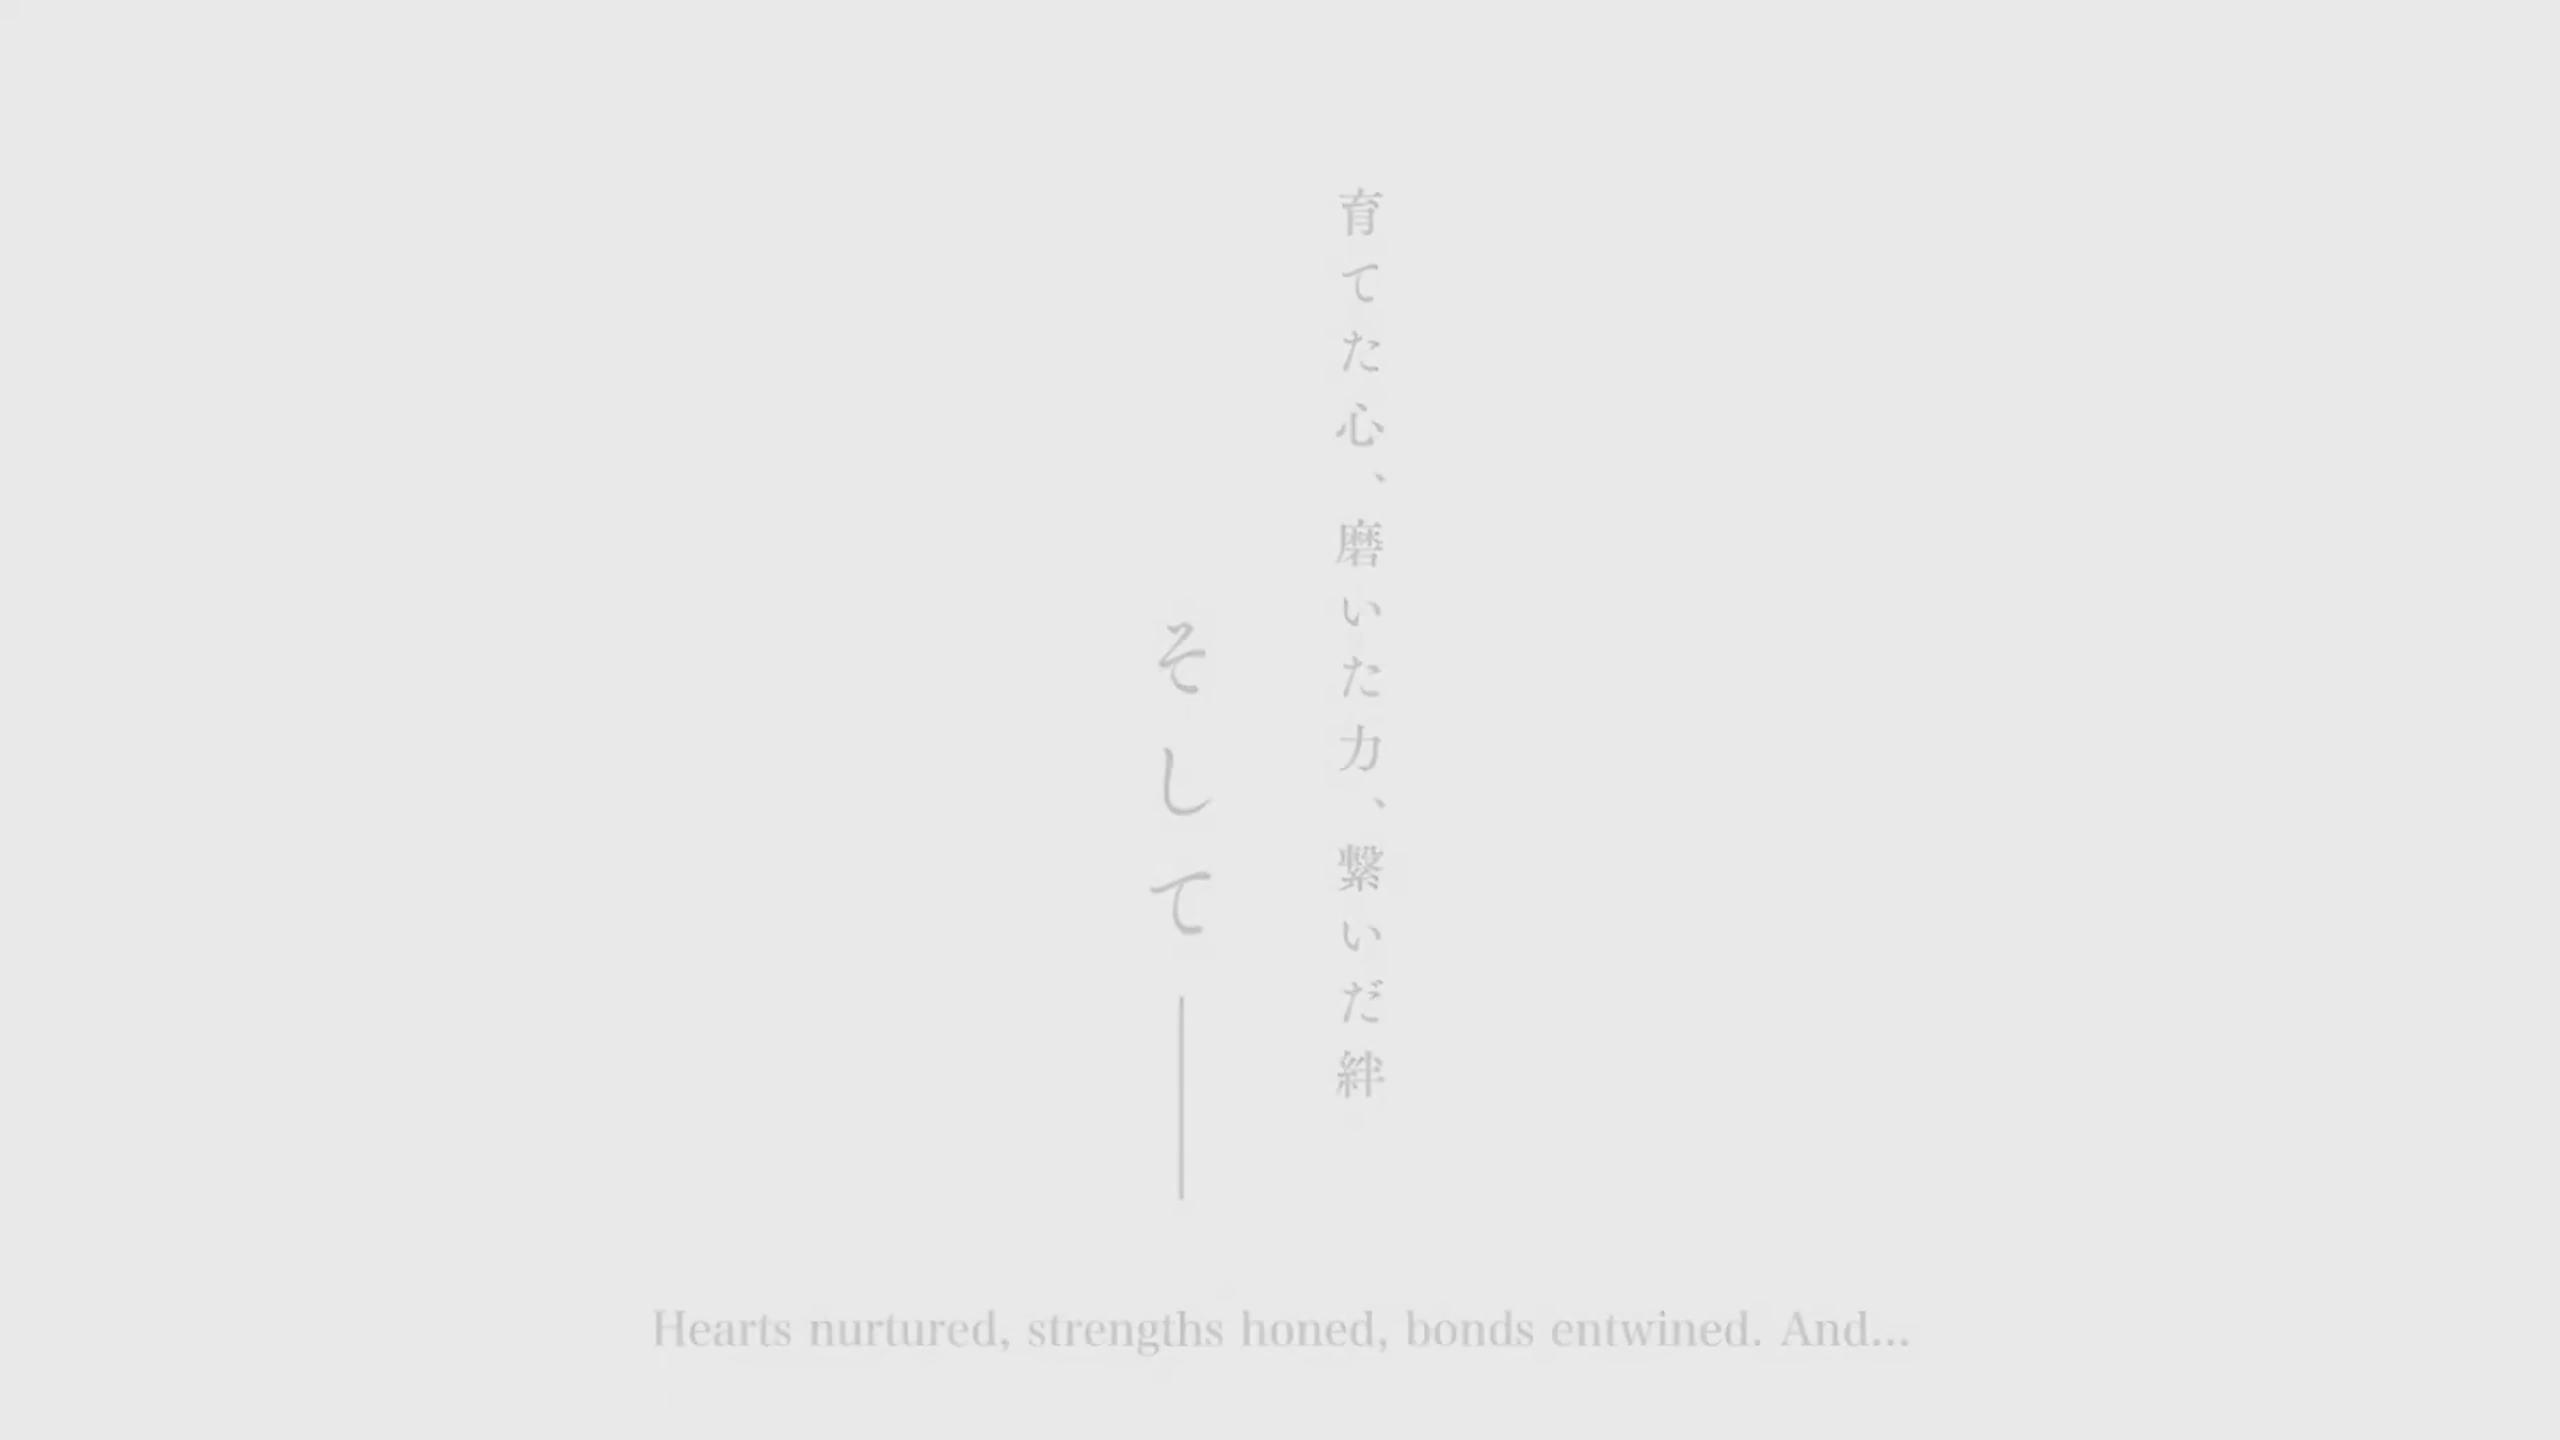 育てた心、磨いた力、繋いだ絆
そして──
Hearts nurtured, strengths honed, bonds entwined. And...